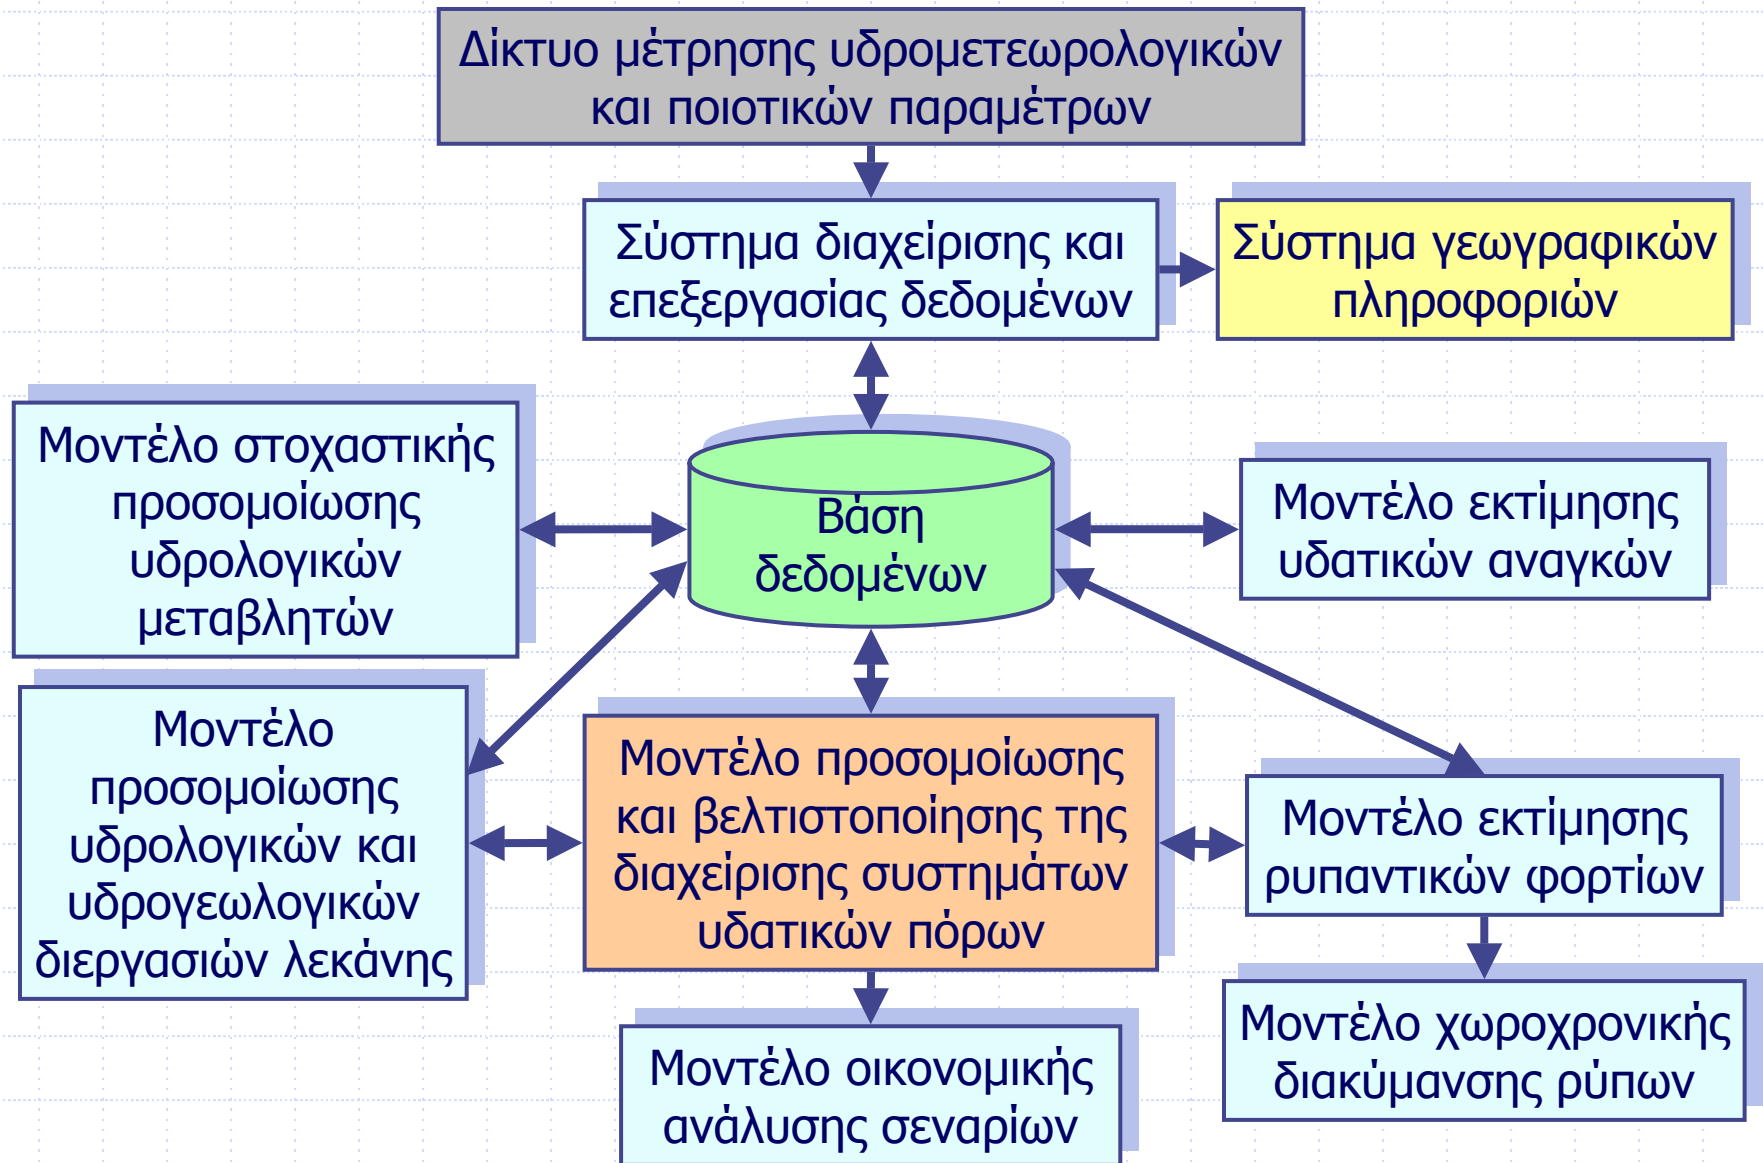 Δίκτυο μέτρησης υδρομετεωρολογικών
και ποιοτικών παραμέτρων
Σύστημα διαχείρισης και
επεξεργασίας δεδομένων
Σύστημα γεωγραφικών
πληροφοριών
Μοντέλο στοχαστικής
προσομοίωσης
υδρολογικών
μεταβλητών
Βάση
δεδομένων
Μοντέλο εκτίμησης
υδατικών αναγκών
Μοντέλο
προσομοίωσης
υδρολογικών και
υδρογεωλογικών
διεργασιών λεκάνης
Μοντέλο προσομοίωσης
και βελτιστοποίησης της
διαχείρισης συστημάτων
υδατικών πόρων
Μοντέλο εκτίμησης
ρυπαντικών φορτίων
Μοντέλο οικονομικής
ανάλυσης σεναρίων
Μοντέλο χωροχρονικής
διακύμανσης ρύπων